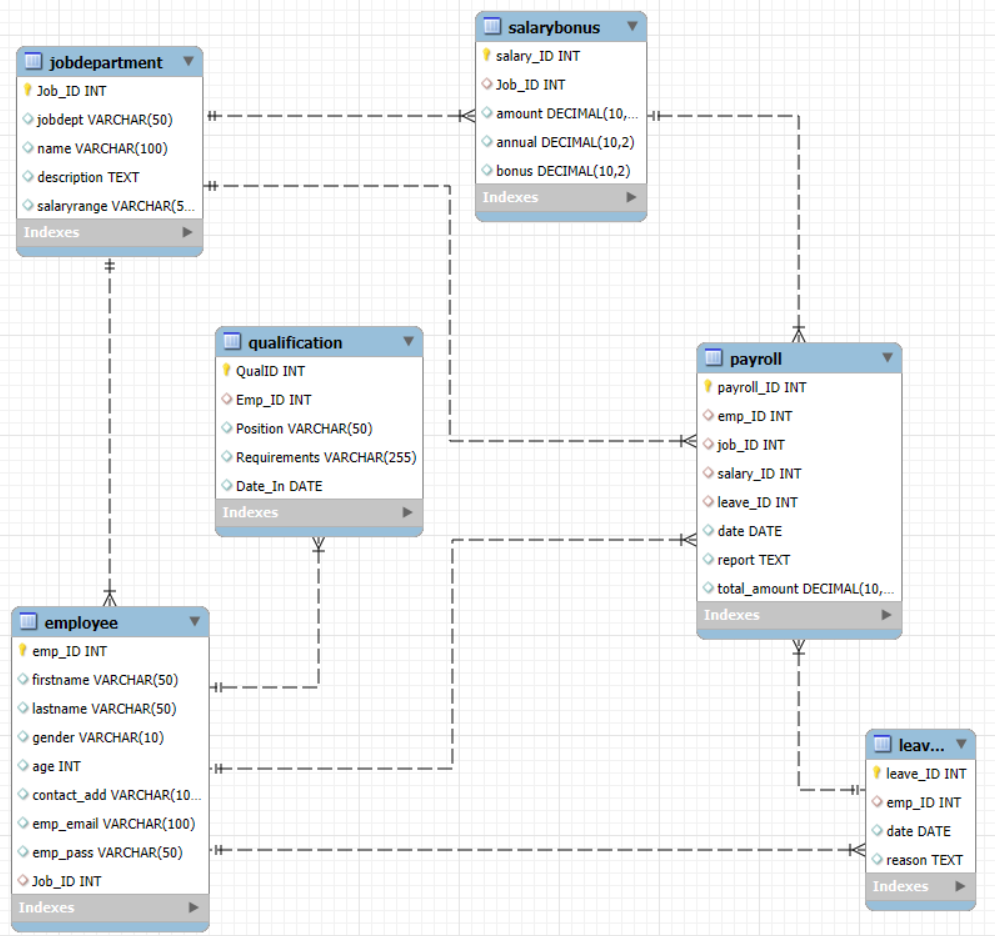 jobdepartment
Job_ID INT
jobdept VARCHAR(50)
name VARCHAR(100)
description TEXT
salaryrange VARCHAR(5...
Indexes
salarybonus
salary_ID INT
Job_ID INT
amount DECIMAL(10,...
annual DECIMAL(10,2)
bonus DECIMAL(10,2)
Indexes
qualification
QualID INT
Emp_ID INT
Position VARCHAR(50)
Requirements VARCHAR(255)
Date_In DATE
Indexes
payroll
payroll_ID INT
emp_ID INT
job_ID INT
salary_ID INT
leave_ID INT
date DATE
report TEXT
total_amount DECIMAL(10,...
Indexes
employee
emp_ID INT
firstname VARCHAR(50)
lastname VARCHAR(50)
gender VARCHAR(10)
age INT
contact_add VARCHAR(10...
emp_email VARCHAR(100)
emp_pass VARCHAR(50)
Job_ID INT
Indexes
leav...
leave_ID INT
emp_ID INT
date DATE
reason TEXT
Indexes